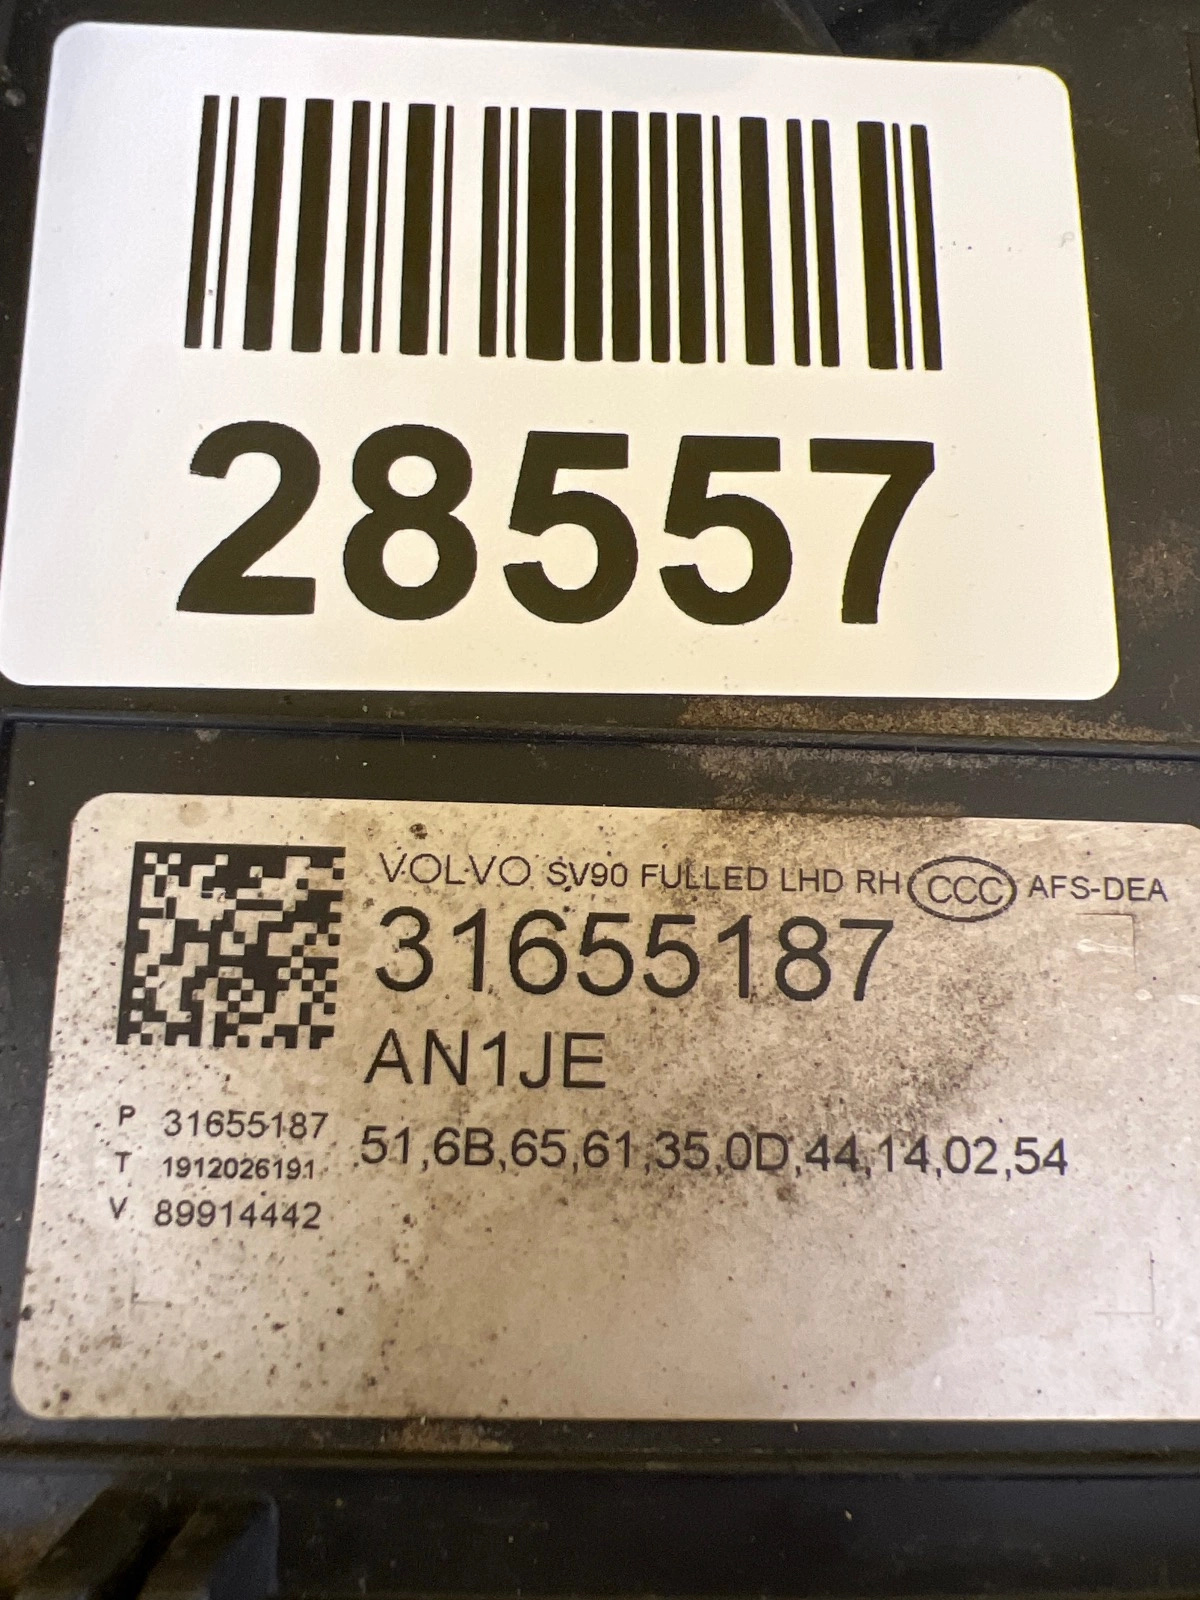 28557
VOLVO SV90 FULLED LHD RH CCC AFS-DEA
31655187
AN1JE
P 31655187
51,6B,65,61,35,0D,44,14,02,54
T 1912026191
V 89914442